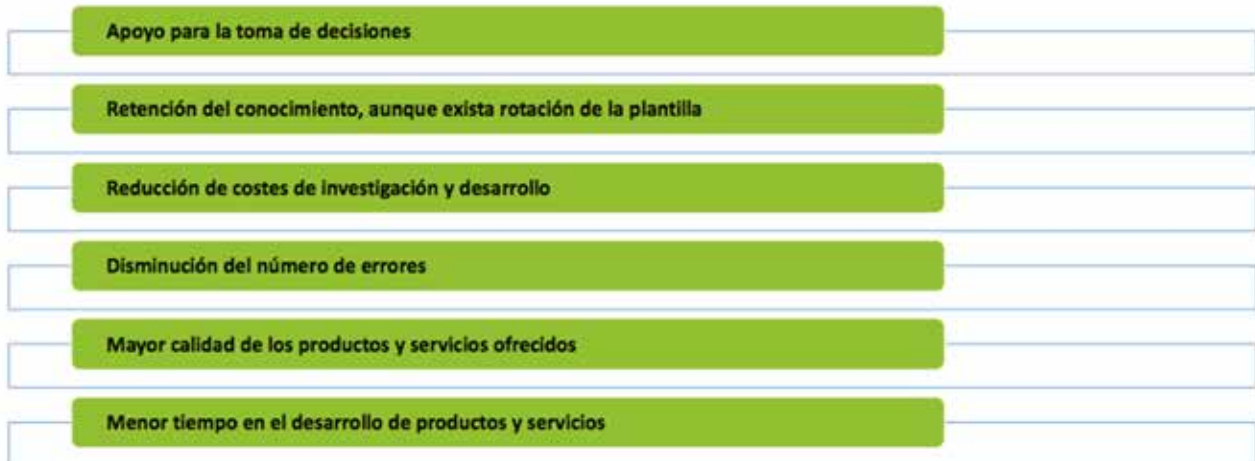 Apoyo para la toma de decisiones
Retención del conocimiento, aunque exista rotación de la plantilla
Reducción de costes de investigación y desarrollo
Disminución del número de errores
Mayor calidad de los productos y servicios ofrecidos
Menor tiempo en el desarrollo de productos y servicios